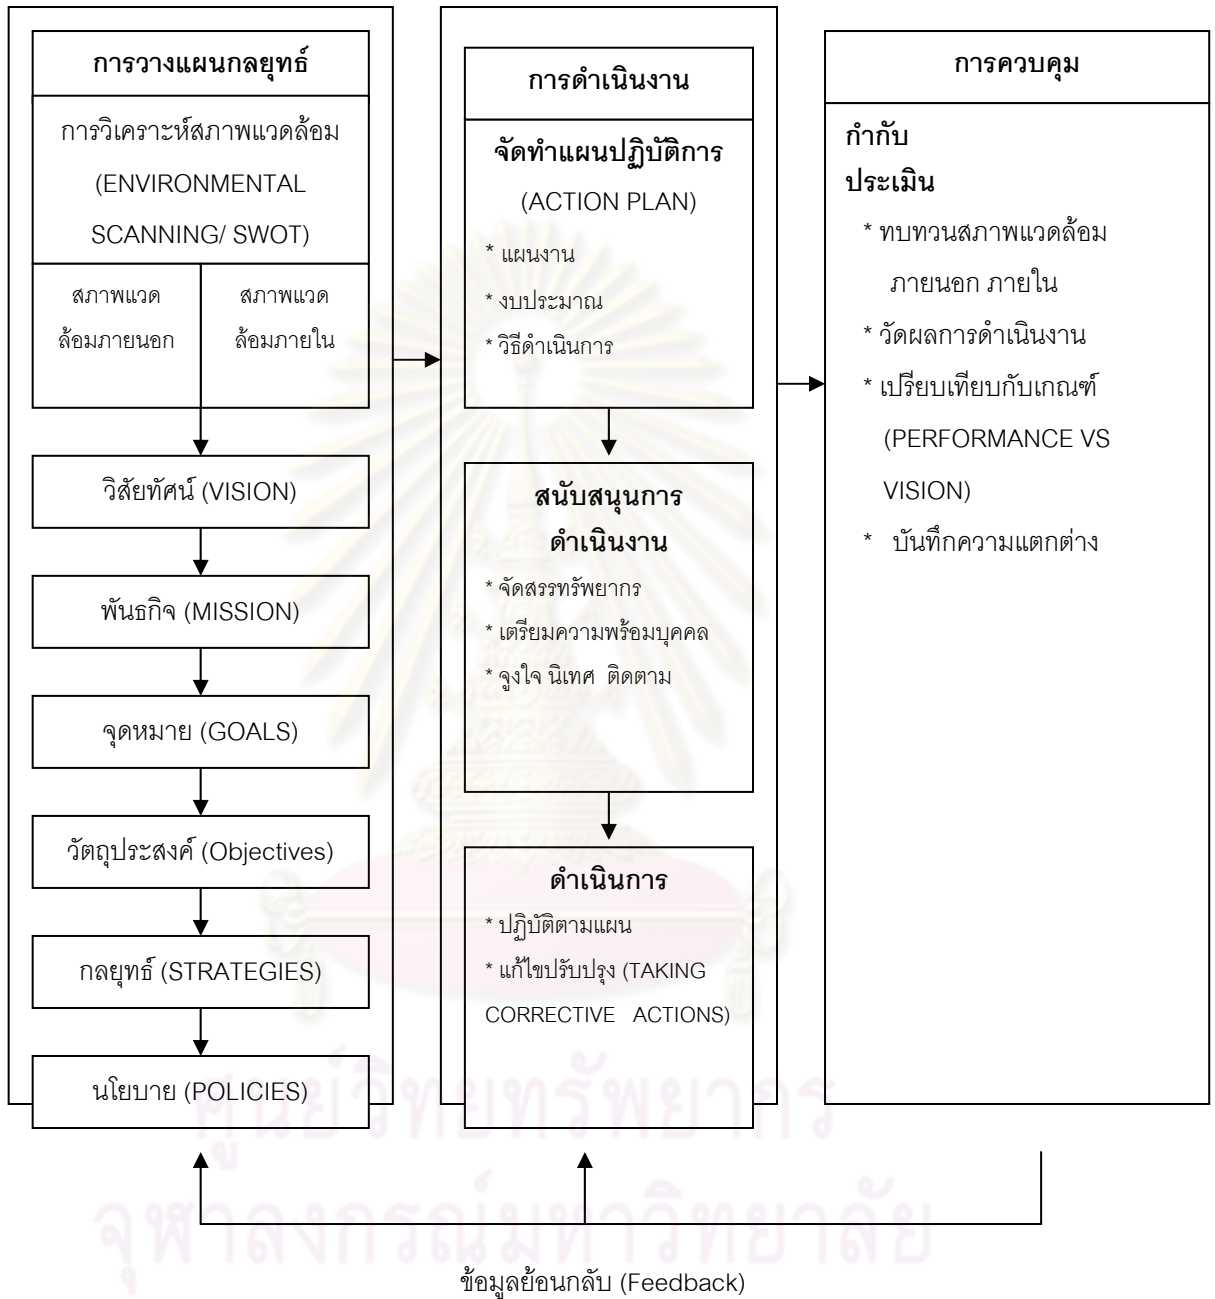 การวางแผนกลยุทธ์
การวิเคราะห์สภาพแวดล้อม
(ENVIRONMENTAL
SCANNING/ SWOT)
สภาพแวด
ล้อมภายนอก
สภาพแวด
ล้อมภายใน
วิสัยทัศน์ (VISION)
พันธกิจ (MISSION)
จุดหมาย (GOALS)
วัตถุประสงค์ (Objectives)
กลยุทธ์ (STRATEGIES)
นโยบาย (POLICIES)
การดำเนินงาน
จัดทำแผนปฏิบัติการ
(ACTION PLAN)
* แผนงาน
* งบประมาณ
* วิธีดำเนินการ
สนับสนุนการ
ดำเนินงาน
* จัดสรรทรัพยากร
* เตรียมความพร้อมบุคคล
* จูงใจ นิเทศ ติดตาม
ดำเนินการ
* ปฏิบัติตามแผน
* แก้ไขปรับปรุง (TAKING
CORRECTIVE ACTIONS)
การควบคุม
กำกับ
ประเมิน
* ทบทวนสภาพแวดล้อม
ภายนอก ภายใน
* วัดผลการดำเนินงาน
* เปรียบเทียบกับเกณฑ์
(PERFORMANCE VS
VISION)
* บันทึกความแตกต่าง
ศูนย์วิทยทรัพยากร
จุฬาลงกรณ์มหาวิทยาลัย
ข้อมูลย้อนกลับ (Feedback)